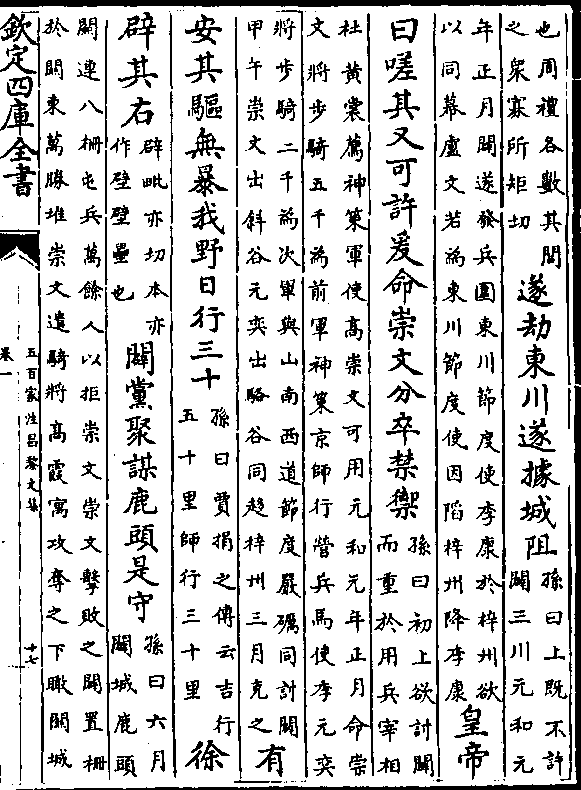 也周禮各數其閭
之衆寡所矩切
遂劫東川遂據城阻
孫曰上既不許
闢三川元和元
年正月闢遂發兵圍東川節度使李康於梓州欲
以同幕盧文若為東川節度使因陷梓州降李康
皇帝
曰嗟其又可許爰命崇文分卒禁禦
孫曰初上欲討闢
而重於用兵宰相
杜黃裳薦神策軍使高崇文可用元和元年正月命崇
文將步騎五千為前軍神策京師行營兵馬使李元奕
將步騎二千為次軍與山南西道節度嚴礪同討闢
甲午崇文出斜谷元奕出駱谷同趍梓州三月克之
有
安其驅無暴我野日行三十
孫曰賈捐之傳云吉行
五十里師行三十里
徐
辟其右
辟毗亦切本亦
作壁壁壘也
闢黨聚謀鹿頭是守
孫曰六月
闢城鹿頭
關連八柵屯兵萬餘人以拒崇文崇文擊敗之闢置柵
於關東萬勝堆崇文遣騎將高霞寓攻奪之下瞰關城
欽定四庫全書
五百家注昌黎文集
卷一
十七